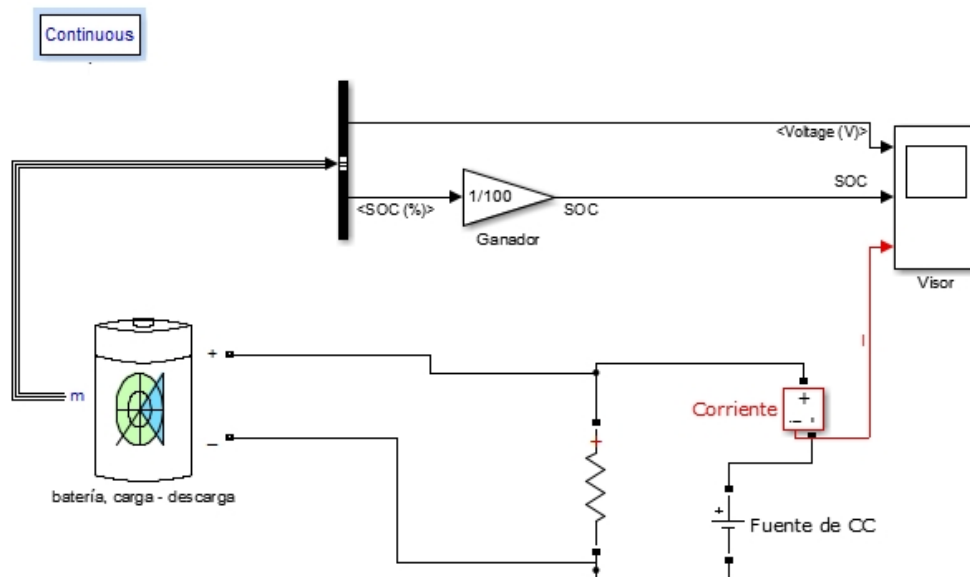 Continuous
<Voltage (V)>
SOC
<SOC (%)>
1/100
SOC
Ganador
Visor
I
m
+
−
batería, carga - descarga
Corriente
+
−
i
+
+
Fuente de CC